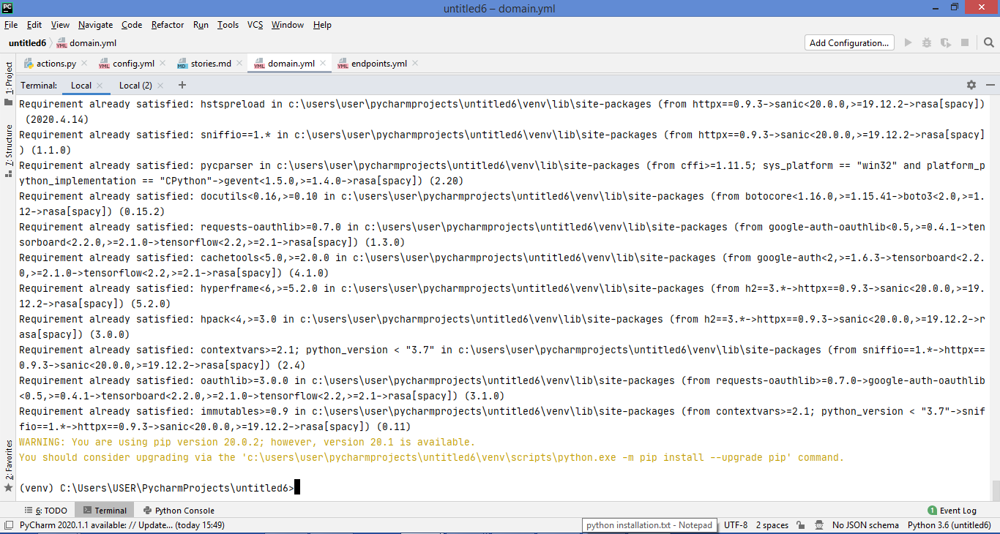 untitled6 – domain.yml
File Edit View Navigate Code Refactor Run Tools VCS Window Help
untitled6 domain.yml Add Configuration...
actions.py config.yml stories.md domain.yml endpoints.yml
Terminal: Local Local (2) +
1: Project
7: Structure
2: Favorites
Requirement already satisfied: hstspreload in c:\users\user\pycharmprojects\untitled6\venv\lib\site-packages (from httpx==0.9.3->sanic<20.0.0,>=19.12.2->rasa[spacy])
(2020.4.14)
Requirement already satisfied: sniffio==1.* in c:\users\user\pycharmprojects\untitled6\venv\lib\site-packages (from httpx==0.9.3->sanic<20.0.0,>=19.12.2->rasa[spacy]
) (1.1.0)
Requirement already satisfied: pycparser in c:\users\user\pycharmprojects\untitled6\venv\lib\site-packages (from cffi>=1.11.5; sys_platform == "win32" and platform_p
ython_implementation == "CPython"->gevent<1.5.0,>=1.4.0->rasa[spacy]) (2.20)
Requirement already satisfied: docutils<0.16,>=0.10 in c:\users\user\pycharmprojects\untitled6\venv\lib\site-packages (from botocore<1.16.0,>=1.15.41->boto3<2.0,>=1.
12->rasa[spacy]) (0.15.2)
Requirement already satisfied: requests-oauthlib>=0.7.0 in c:\users\user\pycharmprojects\untitled6\venv\lib\site-packages (from google-auth-oauthlib<0.5,>=0.4.1->ten
sorboard<2.2.0,>=2.1.0->tensorflow<2.2,>=2.1->rasa[spacy]) (1.3.0)
Requirement already satisfied: cachetools<5.0,>=2.0.0 in c:\users\user\pycharmprojects\untitled6\venv\lib\site-packages (from google-auth<2,>=1.6.3->tensorboard<2.2.
0,>=2.1.0->tensorflow<2.2,>=2.1->rasa[spacy]) (4.1.0)
Requirement already satisfied: hyperframe<6,>=5.2.0 in c:\users\user\pycharmprojects\untitled6\venv\lib\site-packages (from h2==3.*->httpx==0.9.3->sanic<20.0.0,>=19.
12.2->rasa[spacy]) (5.2.0)
Requirement already satisfied: hpack<4,>=3.0 in c:\users\user\pycharmprojects\untitled6\venv\lib\site-packages (from h2==3.*->httpx==0.9.3->sanic<20.0.0,>=19.12.2->r
asa[spacy]) (3.0.0)
Requirement already satisfied: contextvars>=2.1; python_version < "3.7" in c:\users\user\pycharmprojects\untitled6\venv\lib\site-packages (from sniffio==1.*->httpx==
0.9.3->sanic<20.0.0,>=19.12.2->rasa[spacy]) (2.4)
Requirement already satisfied: oauthlib>=3.0.0 in c:\users\user\pycharmprojects\untitled6\venv\lib\site-packages (from requests-oauthlib>=0.7.0->google-auth-oauthlib
<0.5,>=0.4.1->tensorboard<2.2.0,>=2.1.0->tensorflow<2.2,>=2.1->rasa[spacy]) (3.1.0)
Requirement already satisfied: immutables>=0.9 in c:\users\user\pycharmprojects\untitled6\venv\lib\site-packages (from contextvars>=2.1; python_version < "3.7"->snif
fio==1.*->httpx==0.9.3->sanic<20.0.0,>=19.12.2->rasa[spacy]) (0.11)
WARNING: You are using pip version 20.0.2; however, version 20.1 is available.
You should consider upgrading via the 'c:\users\user\pycharmprojects\untitled6\venv\scripts\python.exe -m pip install --upgrade pip' command.
(venv) C:\Users\USER\PycharmProjects\untitled6>
6: TODO Terminal Python Console 1 Event Log
PyCharm 2020.1.1 available: // Update... (today 15:49) python installation.txt - Notepad UTF-8 2 spaces No JSON schema Python 3.6 (untitled6)